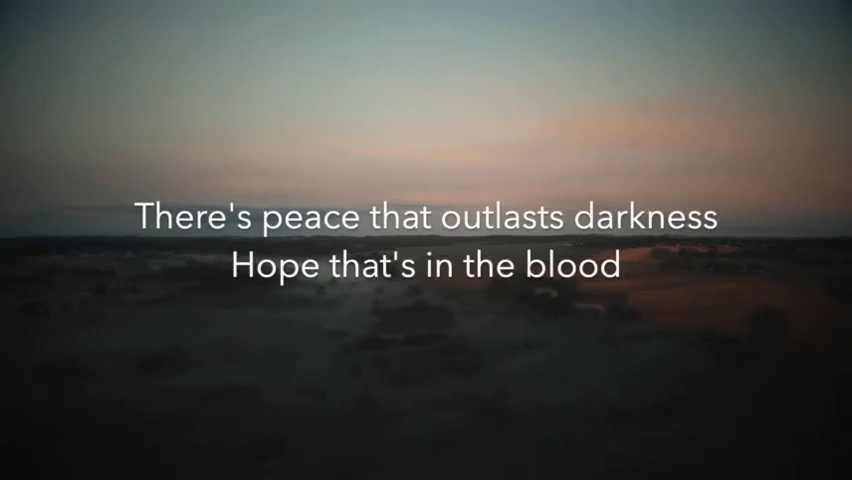 There's peace that outlasts darkness
Hope that's in the blood